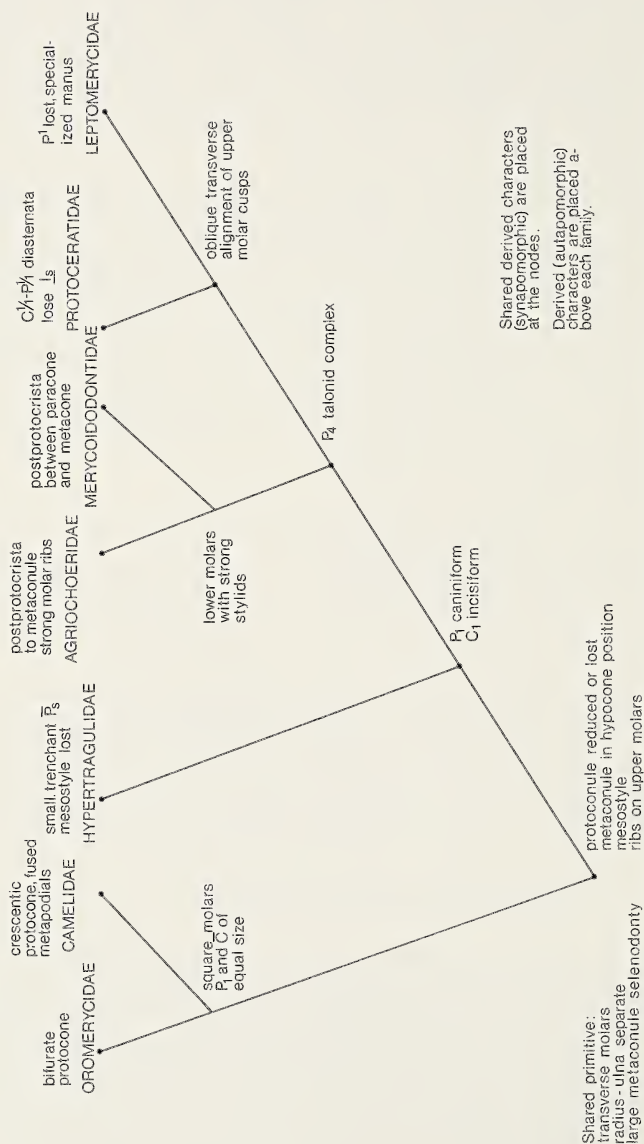 bifurate
protocone
OROMERYCIDAE
crescentic
protocone, fused
metapodials
CAMELIDAE
small, trenchant P̅s
mesostyle lost
HYPERTRAGULIDAE
postprotocrista
to metaconule
strong molar ribs
AGRIOCHOERIDAE
postprotocrista
between paracone
and metacone
MERYCOIDODONTIDAE
C1/1-P1/1 diastemata
lose Is
PROTOCERATIDAE
P¹ lost, special-
ized manus
LEPTOMERYCIDAE
square molars
P₁ and C̅ of
equal size
lower molars
with strong
stylids
oblique transverse
alignment of upper
molar cusps
P₄ talonid complex
P₁ caniniform
C₁ incisiform
protoconule reduced or lost
metaconule in hypocone position
mesostyle
ribs on upper molars
Shared primitive:
transverse molars
radius - ulna separate
large metaconule selenodonty
Shared derived characters
(synapomorphic) are placed
at the nodes.
Derived (autapomorphic)
characters are placed a-
bove each family.